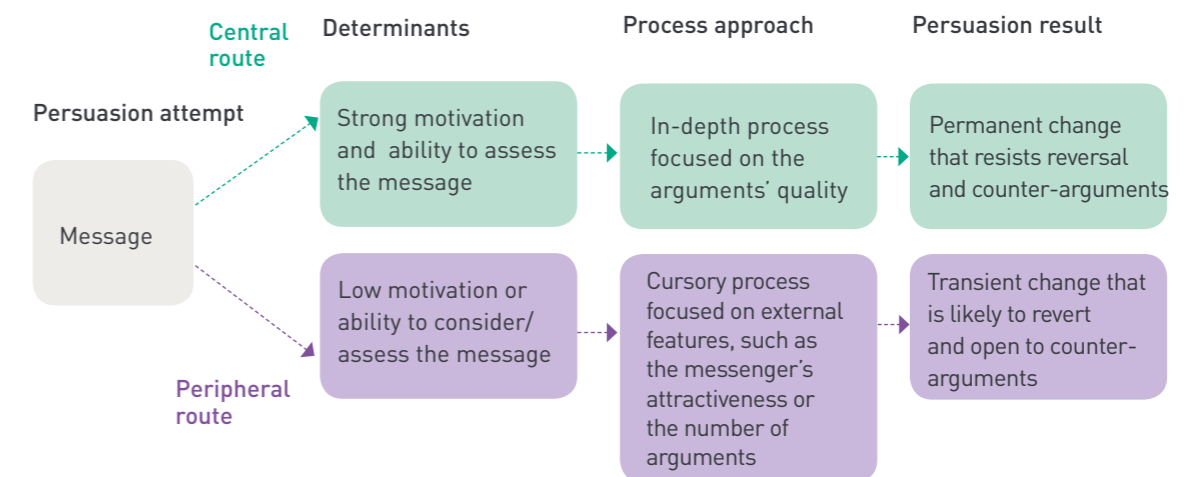 Central
route
Determinants
Process approach
Persuasion result
Persuasion attempt
Message
Strong motivation
and ability to assess
the message
In-depth process
focused on the
arguments' quality
Permanent change
that resists reversal
and counter-arguments
Peripheral
route
Low motivation or
ability to consider/
assess the message
Cursory process
focused on external
features, such as
the messenger's
attractiveness or
the number of
arguments
Transient change that
is likely to revert
and open to counter-
arguments